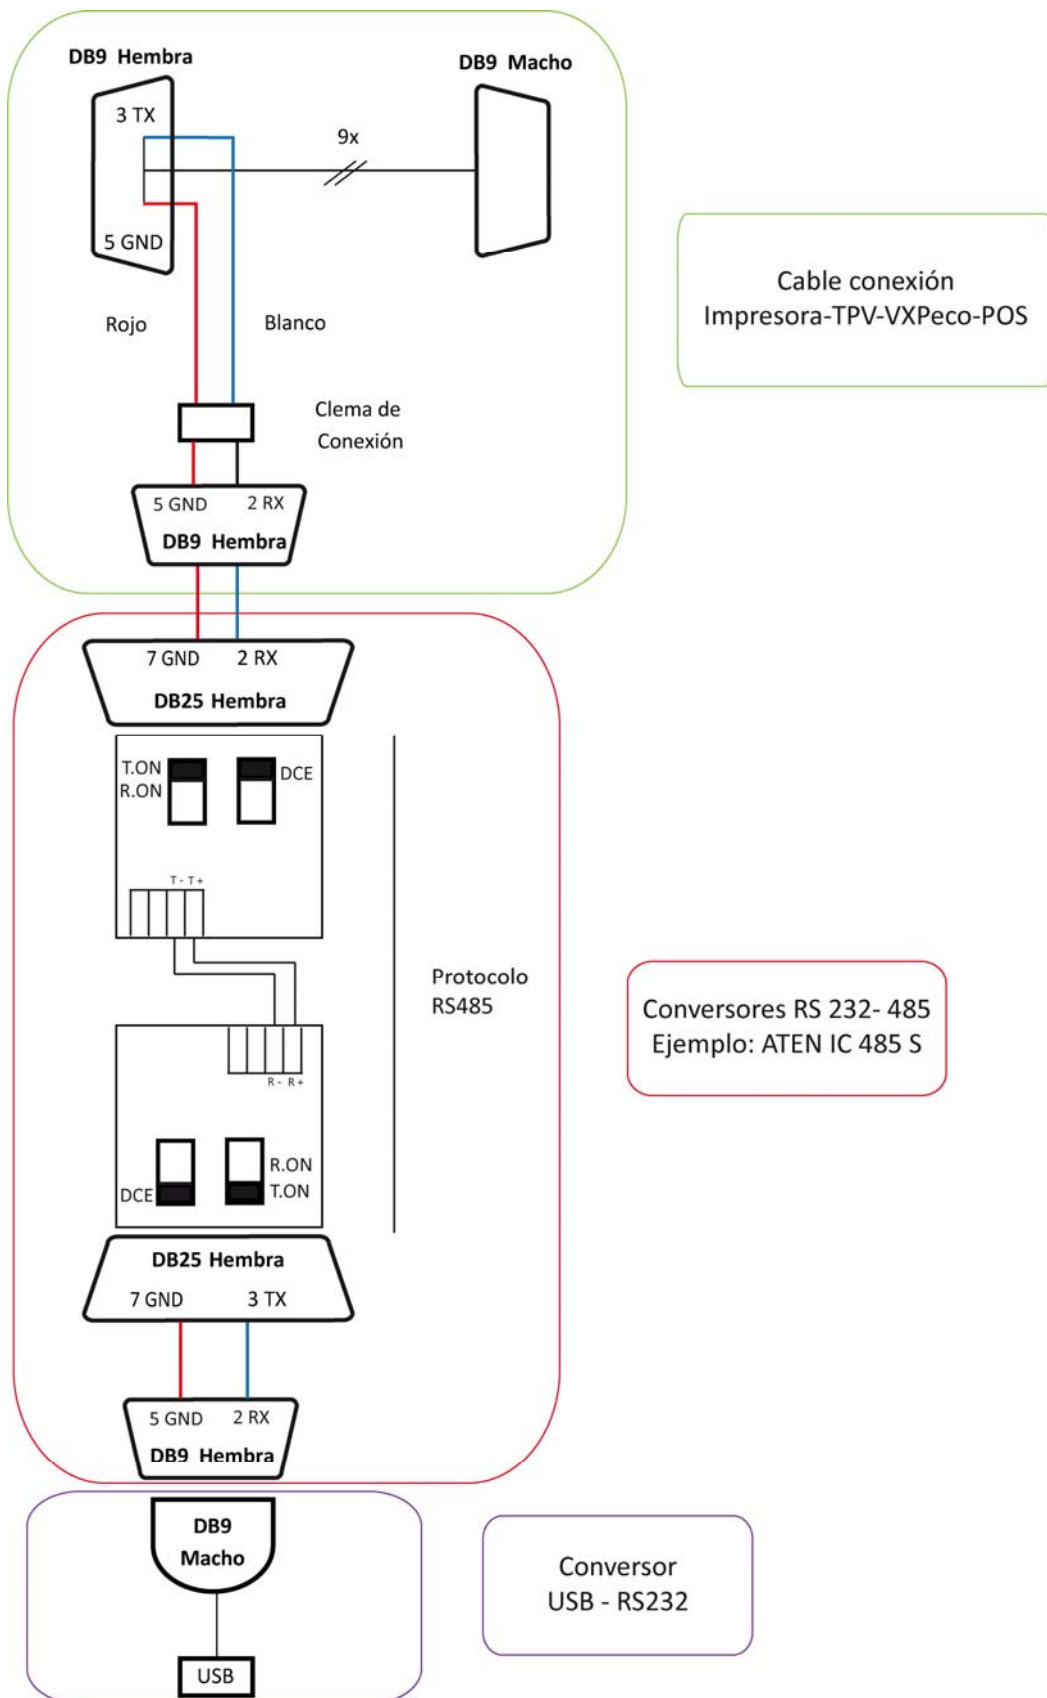 DB9 Hembra
DB9 Macho
3 TX
9x
5 GND
Rojo
Blanco
Cable conexión
Impresora-TPV-VXPeco-POS
Clema de
Conexión
5 GND
2 RX
DB9 Hembra
7 GND
2 RX
DB25 Hembra
T.ON
R.ON
DCE
T - T +
Protocolo
RS485
Conversores RS 232- 485
Ejemplo: ATEN IC 485 S
R - R +
R.ON
T.ON
DCE
DB25 Hembra
7 GND
3 TX
5 GND
2 RX
DB9 Hembra
DB9
Macho
USB
Conversor
USB - RS232